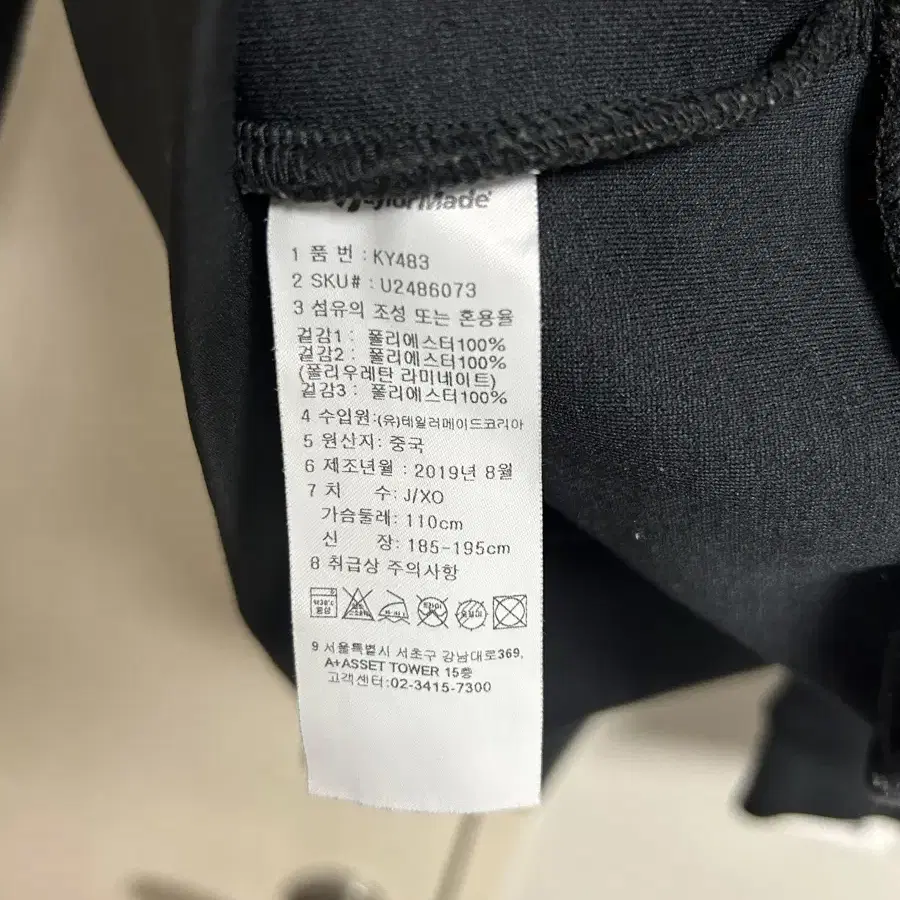 TaylorMade
1 품 번 : KY483
2 SKU# : U2486073
3 섬유의 조성 또는 혼용율
겉감1 : 폴리에스터100%
겉감2 : 폴리에스터100%
(폴리우레탄 라미네이트)
겉감3 : 폴리에스터100%
4 수입원:(유)테일러메이드코리아
5 원산지: 중국
6 제조년월 : 2019년 8월
7 치 수: J/XO
가슴둘레: 110cm
신 장: 185-195cm
8 취급상 주의사항
9 서울특별시 서초구 강남대로369,
A+ASSET TOWER 15층
고객센터:02-3415-7300